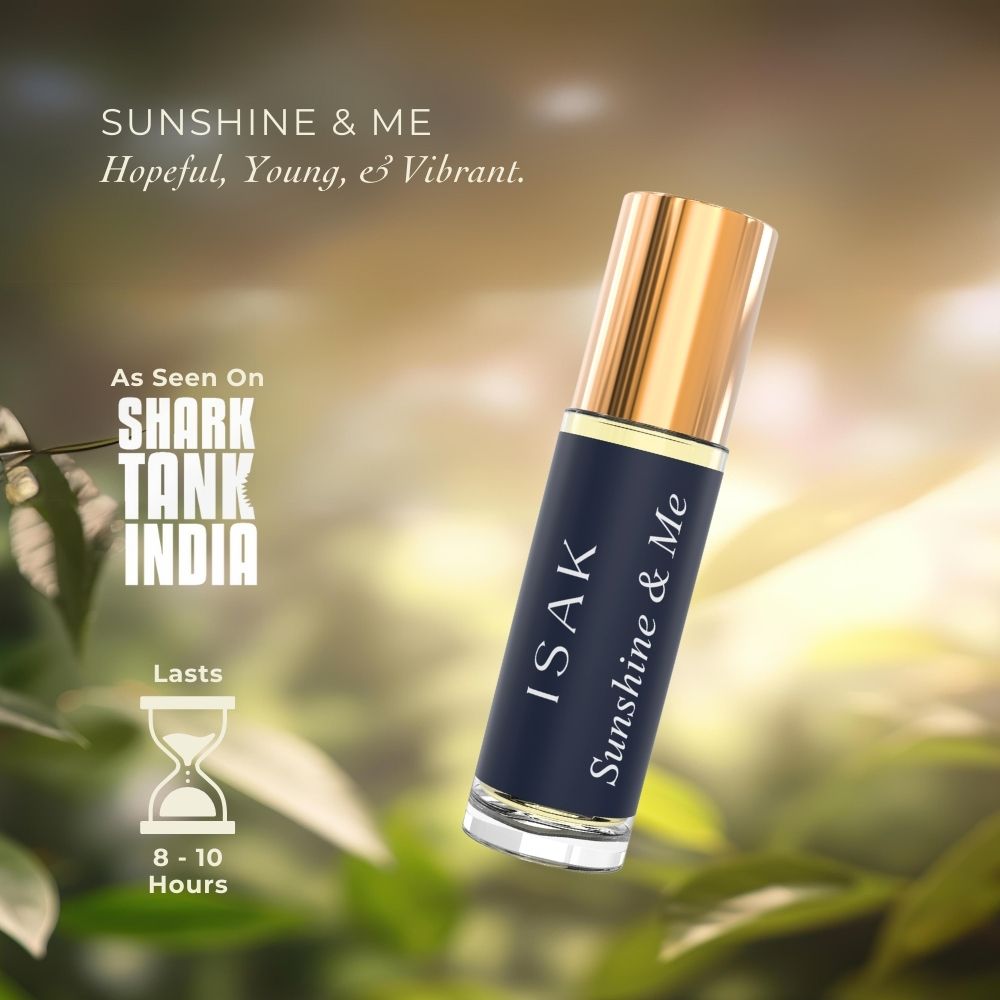 SUNSHINE & ME
Hopeful, Young, & Vibrant.
As Seen On
SHARK
TANK
INDIA
Lasts
8 - 10
Hours
ISAK
Sunshine & Me